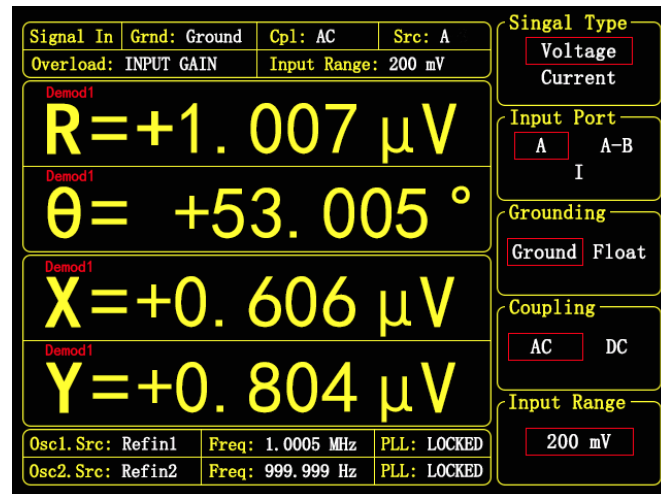 Signal In Grnd: Ground Cpl: AC Src: A
Overload: INPUT GAIN Input Range: 200 mV
Demod1
R=+1.007 µV
Demod1
θ= +53.005 °
Demod1
X=+0.606 µV
Demod1
Y=+0.804 µV
Osc1.Src: Refin1 Freq: 1.0005 MHz PLL: LOCKED
Osc2.Src: Refin2 Freq: 999.999 Hz PLL: LOCKED
Singal Type
Voltage
Current
Input Port
A A-B
I
Grounding
Ground Float
Coupling
AC DC
Input Range
200 mV